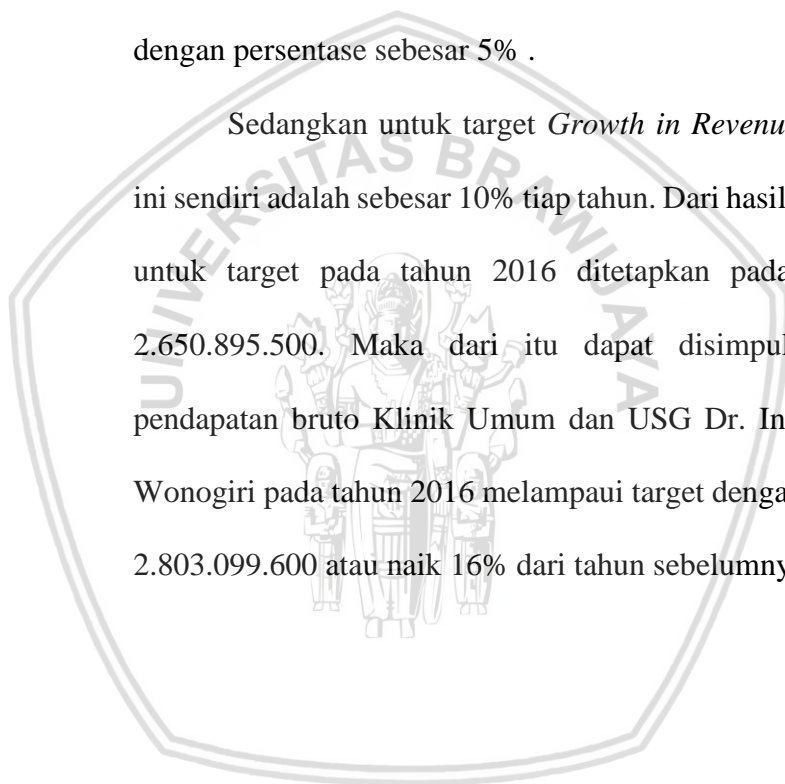 dengan persentase sebesar 5% .
Sedangkan untuk target Growth in Revenu
ini sendiri adalah sebesar 10% tiap tahun. Dari hasil
untuk target pada tahun 2016 ditetapkan pada
2.650.895.500. Maka dari itu dapat disimpul
pendapatan bruto Klinik Umum dan USG Dr. In
Wonogiri pada tahun 2016 melampaui target denga
2.803.099.600 atau naik 16% dari tahun sebelumny
UNIVERSITAS BRAWIJAYA